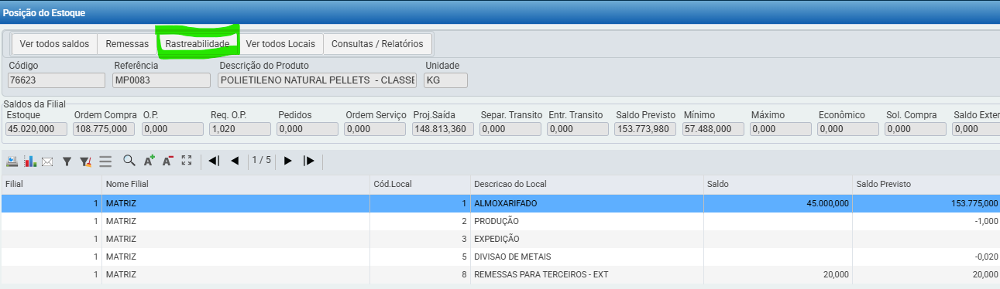 Posição do Estoque
Ver todos saldos Remessas Rastreabilidade Ver todos Locais Consultas / Relatórios
Código Referência Descrição do Produto Unidade
76623 MP0083 POLIETILENO NATURAL PELLETS - CLASSE KG
Saldos da Filial
Estoque Ordem Compra O.P. Req. O.P. Pedidos Ordem Serviço Proj.Saída Separ. Transito Entr. Transito Saldo Previsto Mínimo Máximo Econômico Sol. Compra Saldo Exter
45.020,000 108.775,000 0,000 1,020 0,000 0,000 148.813,360 0,000 0,000 153.773,980 57.488,000 0,000 0,000 0,000 0,000
1 / 5
Filial Nome Filial Cód.Local Descricao do Local Saldo Saldo Previsto
1 MATRIZ 1 ALMOXARIFADO 45.000,000 153.775,000
1 MATRIZ 2 PRODUÇÃO -1,000
1 MATRIZ 3 EXPEDIÇÃO
1 MATRIZ 5 DIVISAO DE METAIS -0,020
1 MATRIZ 8 REMESSAS PARA TERCEIROS - EXT 20,000 20,000